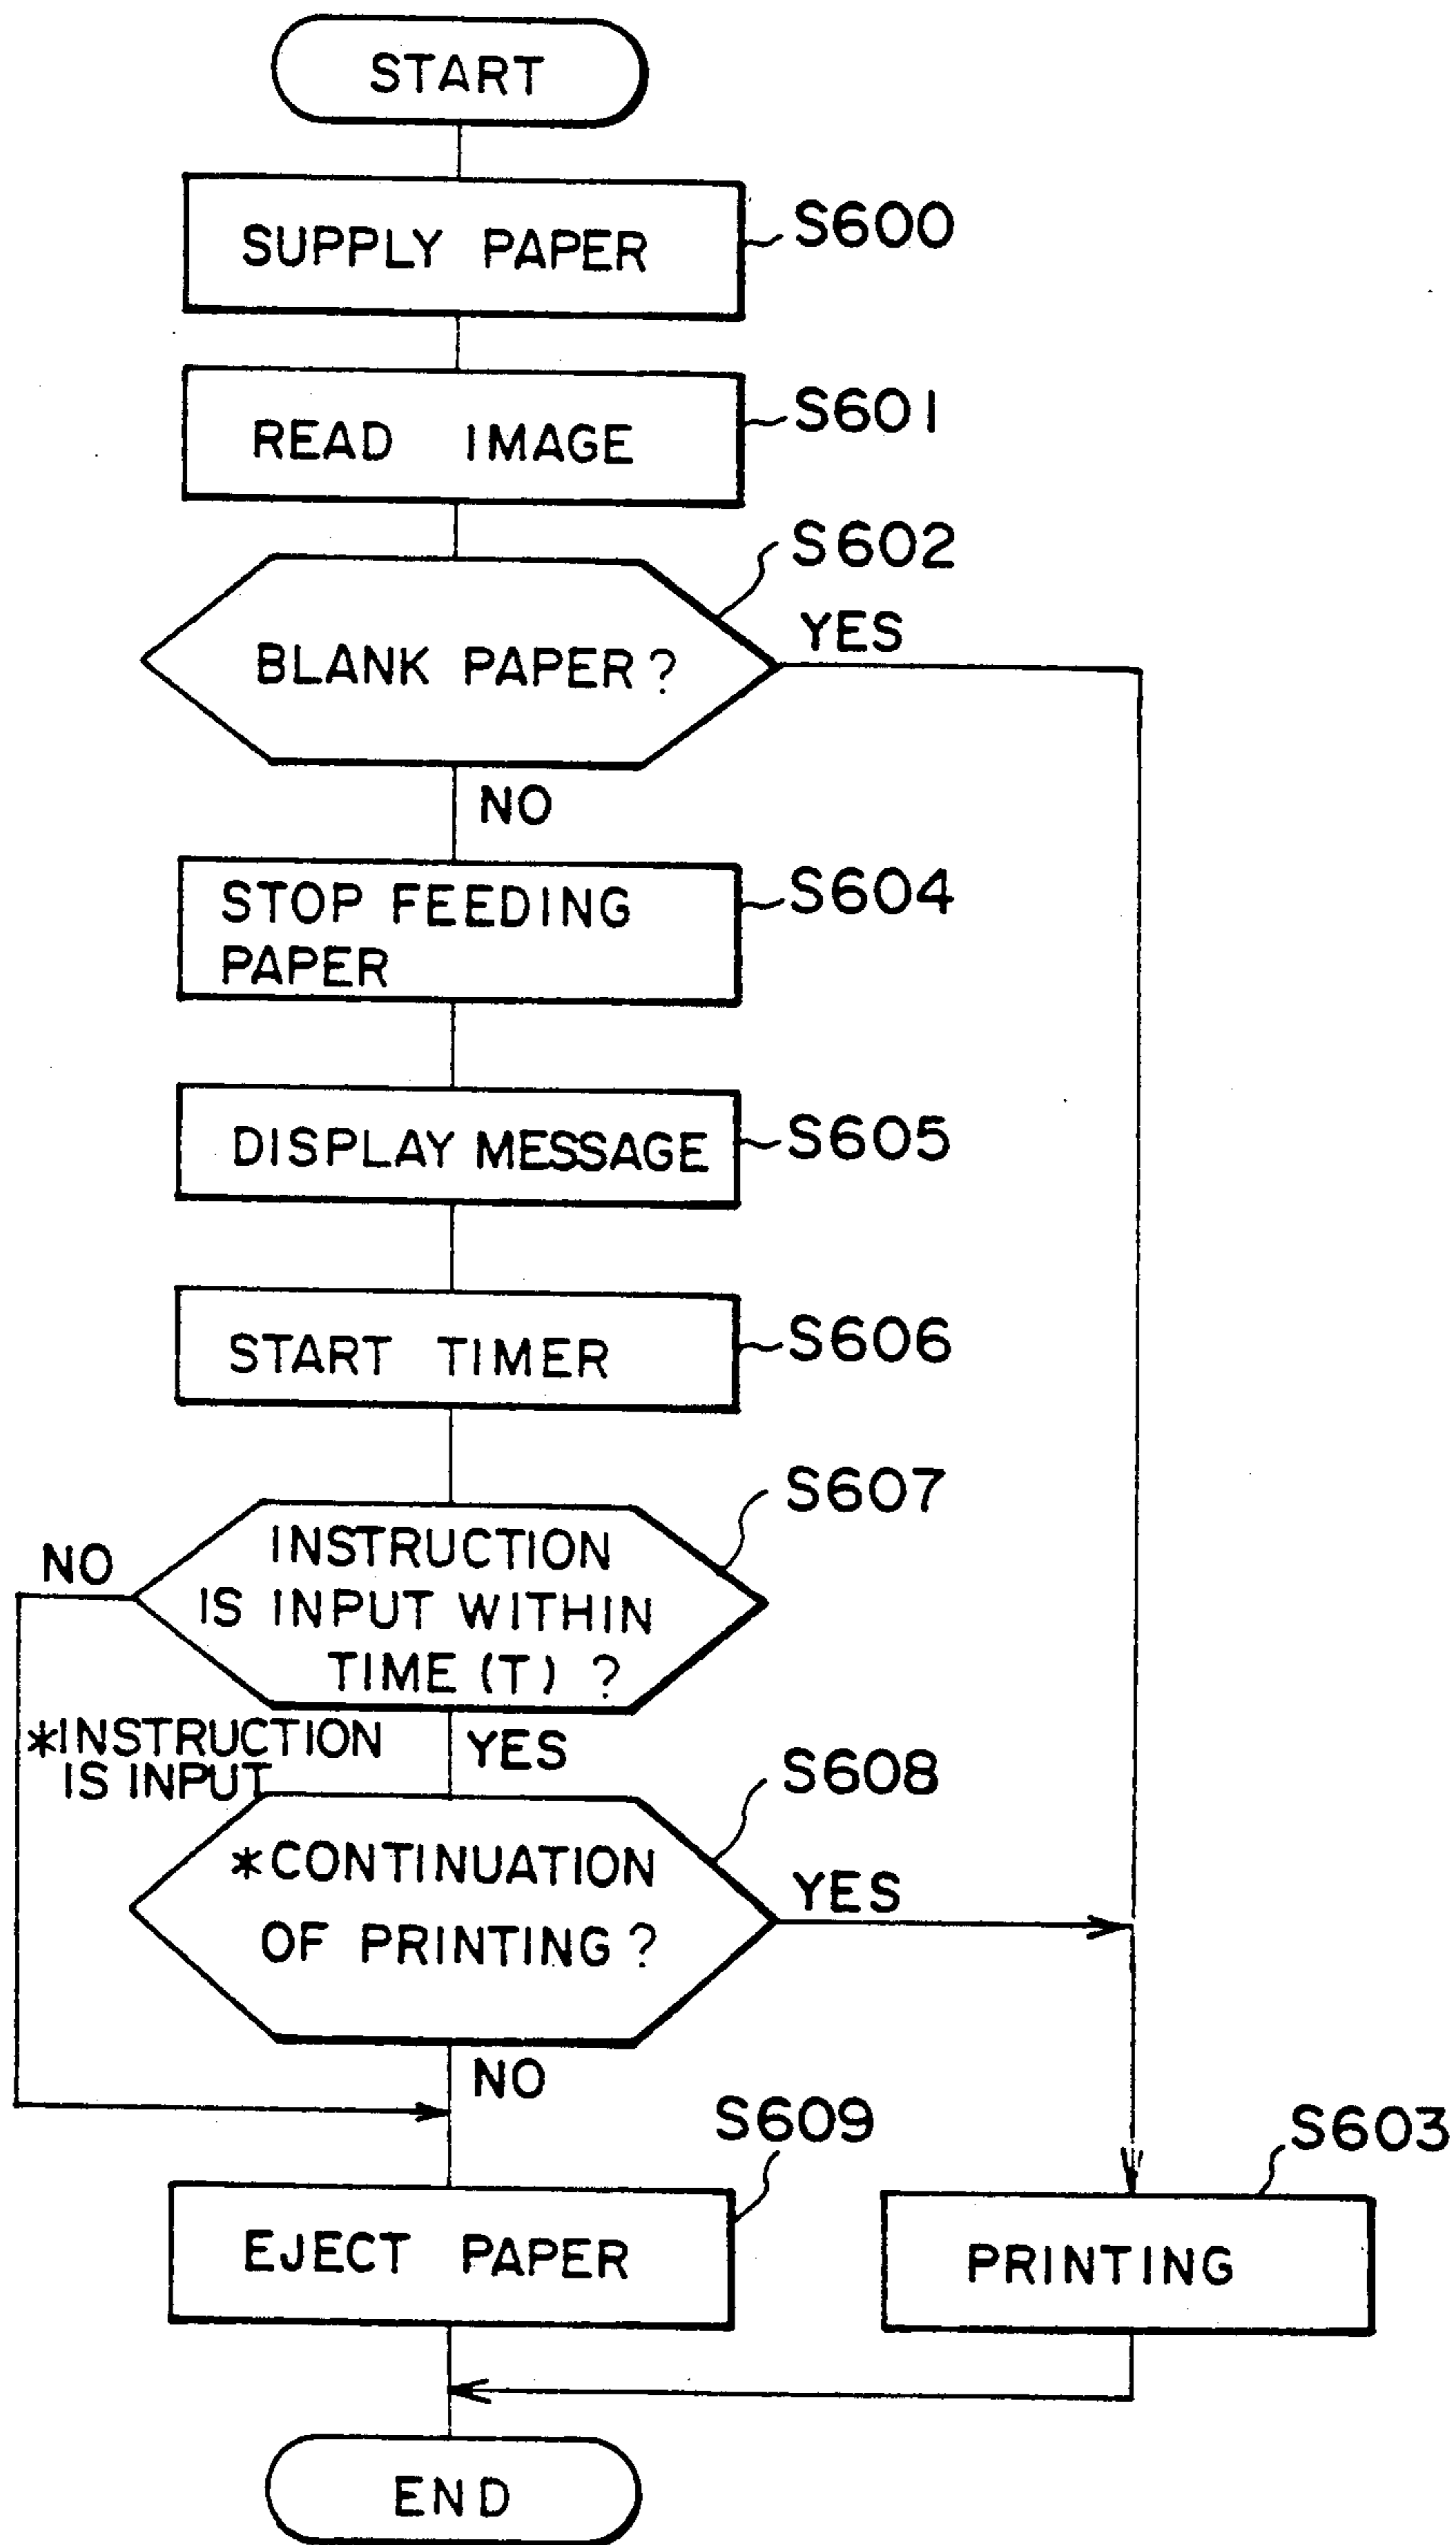 START
SUPPLY PAPER
S600
READ IMAGE
S601
S602
BLANK PAPER?
YES
NO
STOP FEEDING
PAPER
S604
DISPLAY MESSAGE
S605
START TIMER
S606
S607
NO
INSTRUCTION
IS INPUT WITHIN
TIME (T) ?
*INSTRUCTION
IS INPUT
YES
S608
*CONTINUATION
OF PRINTING?
YES
NO
S609
S603
EJECT PAPER
PRINTING
END